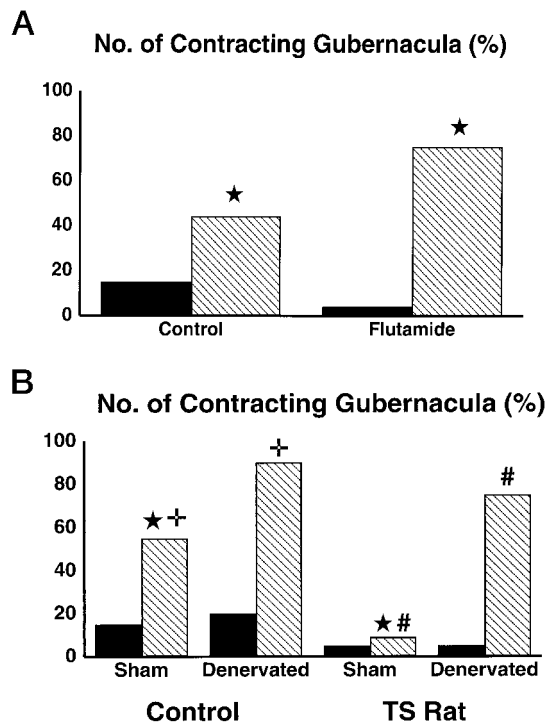 A
No. of Contracting Gubernacula (%)
100
80
60
40
20
0
★
★
Control Flutamide
B
No. of Contracting Gubernacula (%)
100
80
60
40
20
0
★ ✛
✛
★ #
#
Sham Denervated Sham Denervated
Control TS Rat